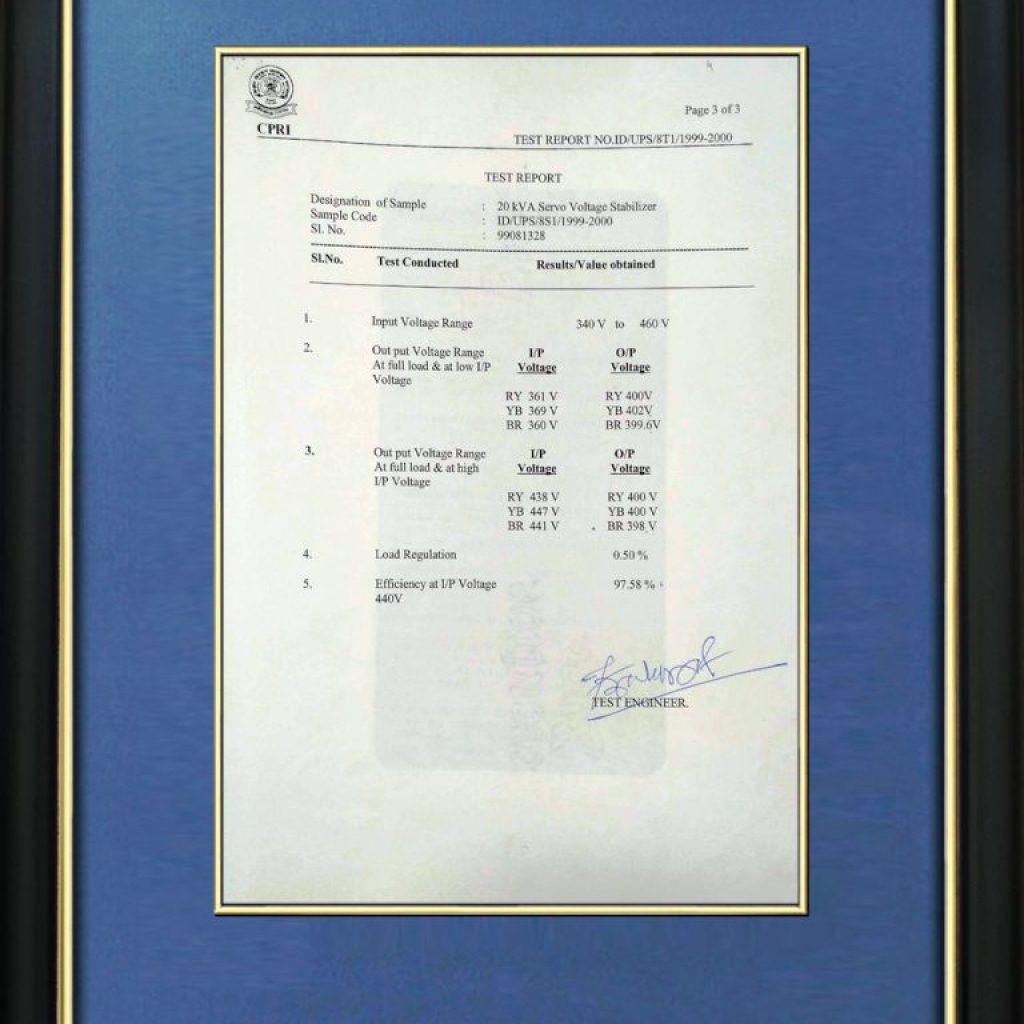 CPRI
Page 3 of 3
TEST REPORT NO.ID/UPS/8T1/1999-2000
TEST REPORT
Designation of Sample : 20 kVA Servo Voltage Stabilizer
Sample Code : ID/UPS/8S1/1999-2000
Sl. No. : 99081328
Sl.No. Test Conducted Results/Value obtained
1. Input Voltage Range 340 V to 460 V
2. Out put Voltage Range I/P O/P
At full load & at low I/P Voltage Voltage
Voltage
RY 361 V RY 400V
YB 369 V YB 402V
BR 360 V BR 399.6V
3. Out put Voltage Range I/P O/P
At full load & at high Voltage Voltage
I/P Voltage
RY 438 V RY 400 V
YB 447 V YB 400 V
BR 441 V BR 398 V
4. Load Regulation 0.50 %
5. Efficiency at I/P Voltage 97.58 %
440V
TEST ENGINEER.